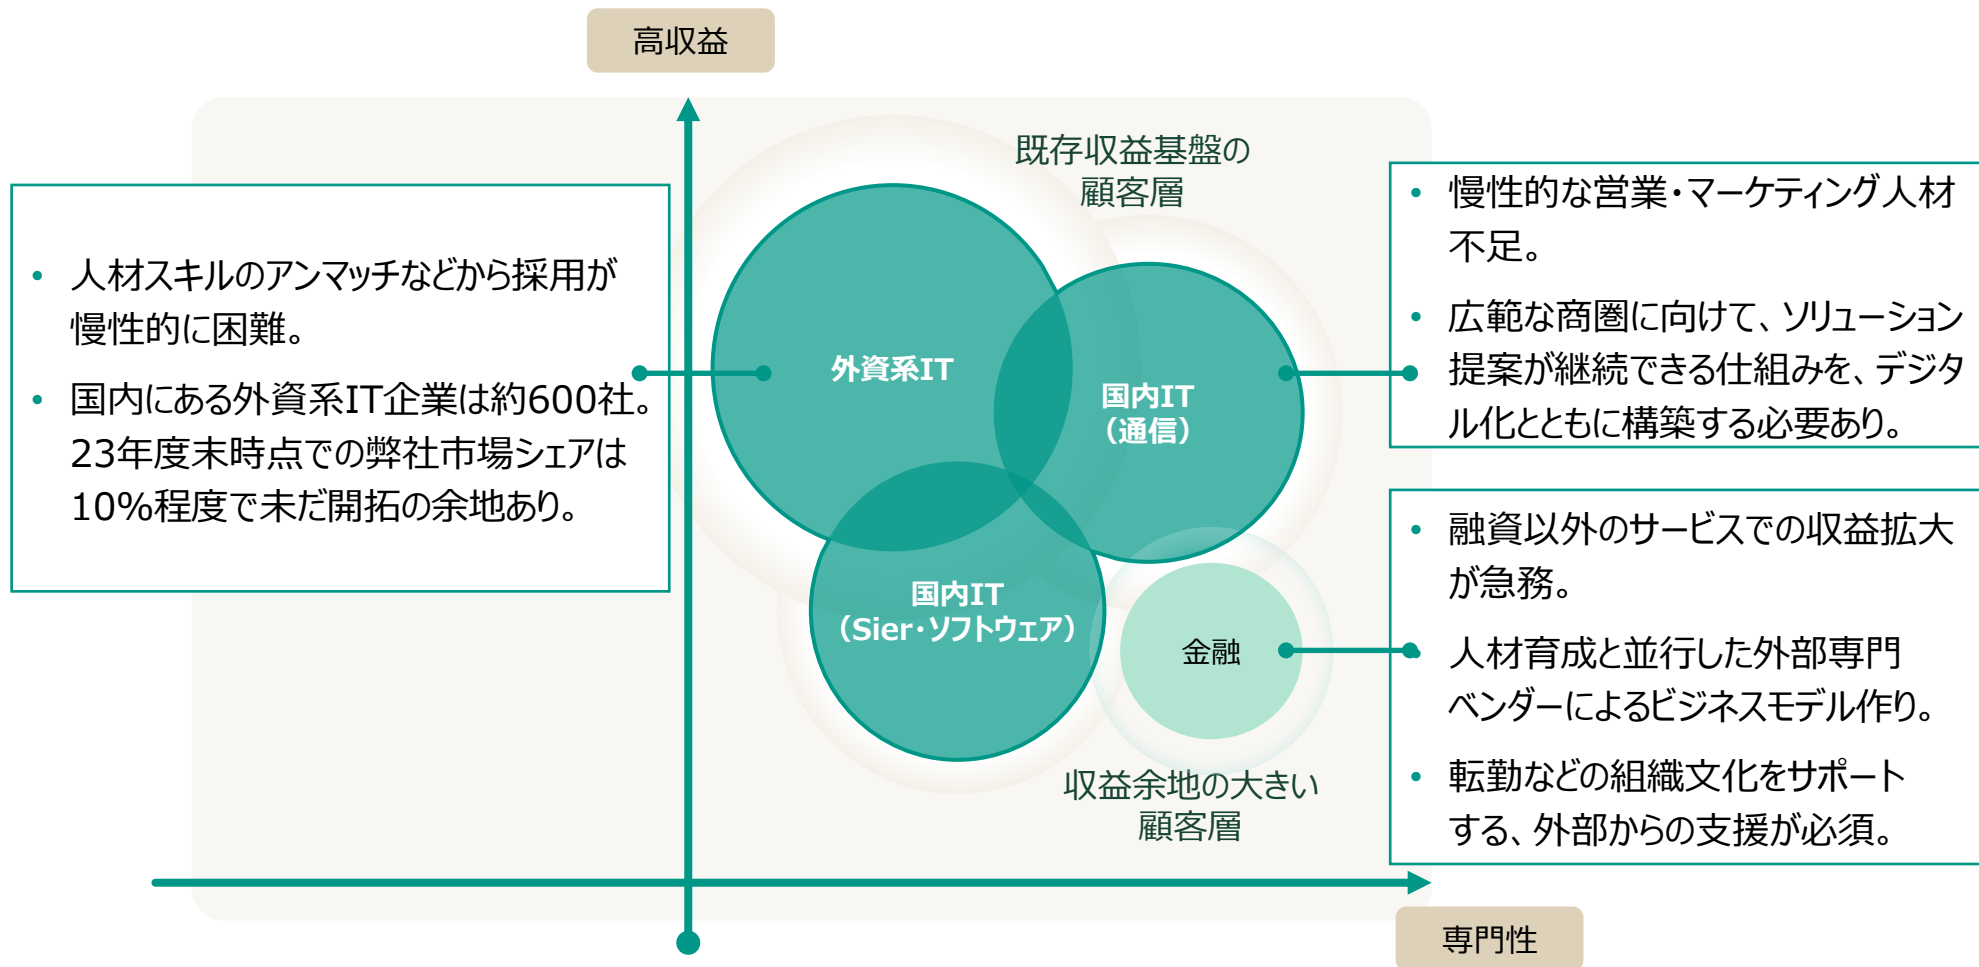 高収益
既存収益基盤の
顧客層
• 人材スキルのアンマッチなどから採用が
慢性的に困難。
• 国内にある外資系IT企業は約600社。
23年度末時点での弊社市場シェアは
10%程度で未だ開拓の余地あり。
外資系IT
国内IT
（通信）
国内IT
（Sier・ソフトウェア）
金融
収益余地の大きい
顧客層
• 慢性的な営業・マーケティング人材
不足。
• 広範な商圏に向けて、ソリューション
提案が継続できる仕組みを、デジタ
ル化とともに構築する必要あり。
• 融資以外のサービスでの収益拡大
が急務。
• 人材育成と並行した外部専門
ベンダーによるビジネスモデル作り。
• 転勤などの組織文化をサポート
する、外部からの支援が必須。
専門性